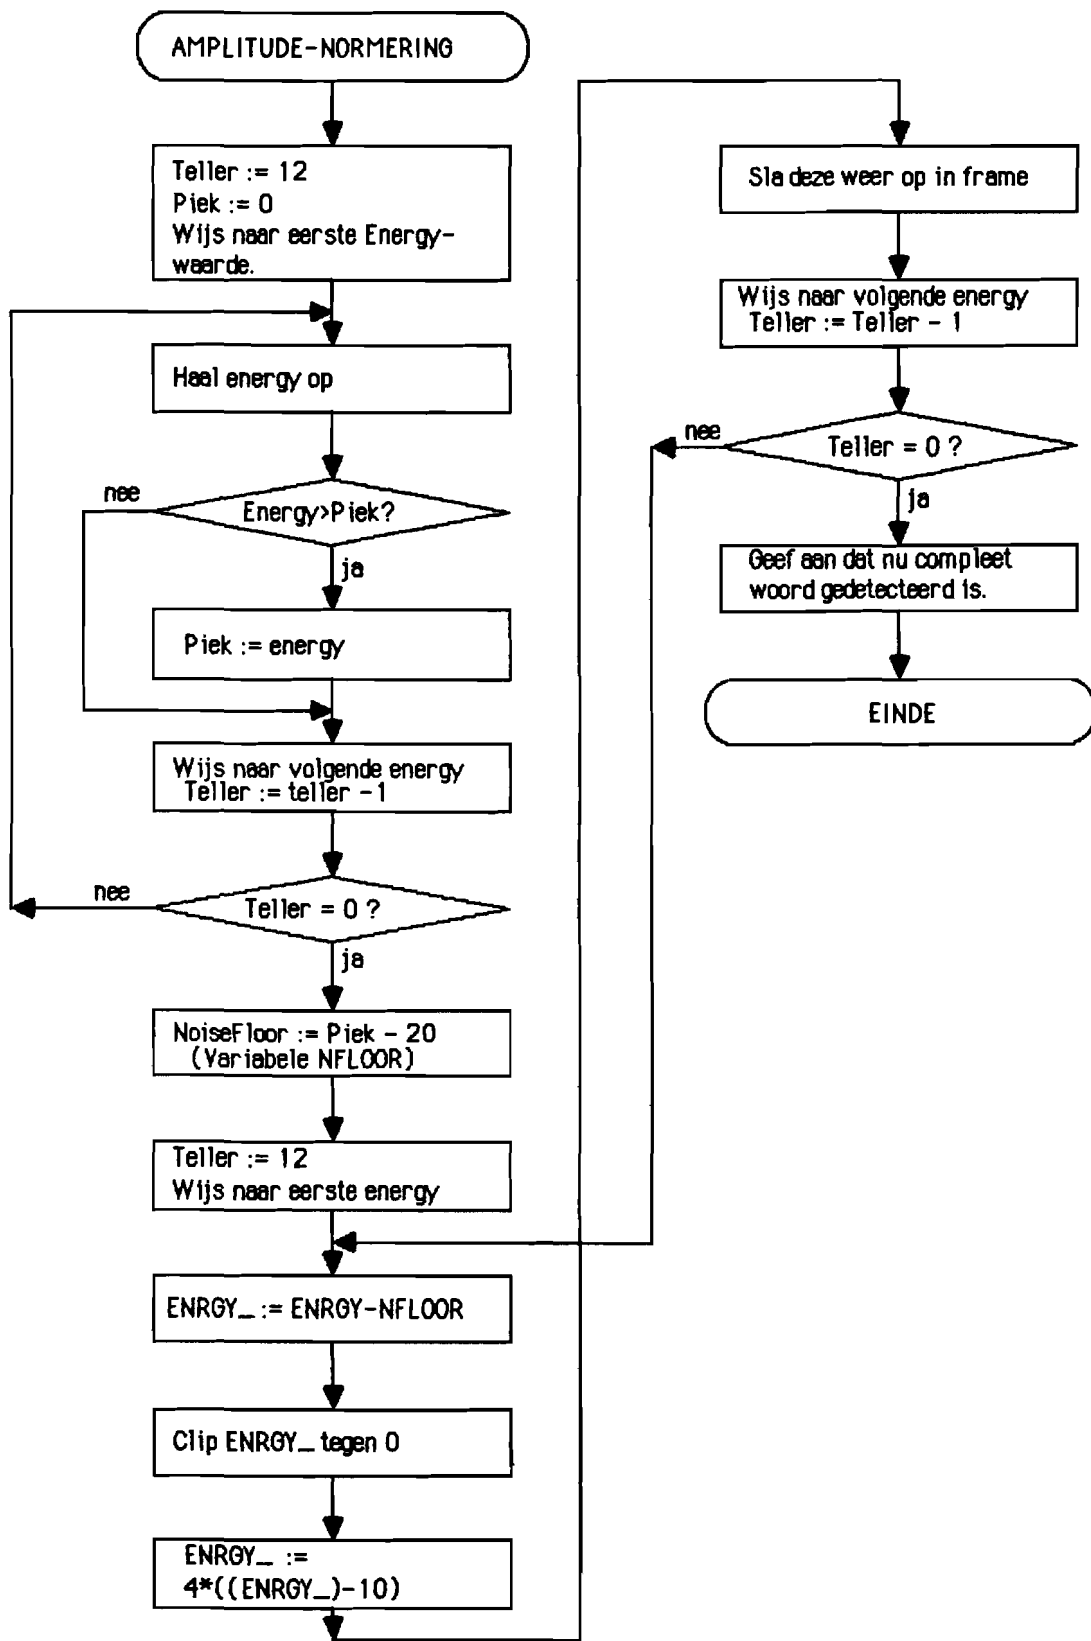 AMPLITUDE-NORMERING
Teller := 12
Piek := 0
Wijs naar eerste Energy-
waarde.
Haal energy op
nee
Energy>Piek?
ja
Piek := energy
Wijs naar volgende energy
Teller := teller -1
nee
Teller = 0 ?
ja
NoiseFloor := Piek - 20
(Variabele NFLOOR)
Teller := 12
Wijs naar eerste energy
ENRGY_ := ENRGY-NFLOOR
Clip ENRGY_ tegen 0
ENRGY_ :=
4*((ENRGY_)-10)
Sla deze weer op in frame
Wijs naar volgende energy
Teller := Teller - 1
nee
Teller = 0 ?
ja
Geef aan dat nu compleet
woord gedetecteerd is.
EINDE